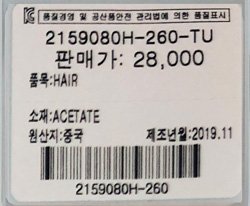 품질경영 및 공산품안전 관리법에 의한 품질표시
2159080H-260-TU
판매가: 28,000
품목:HAIR
소재:ACETATE
원산지:중국 제조년월:2019.11
2159080H-260